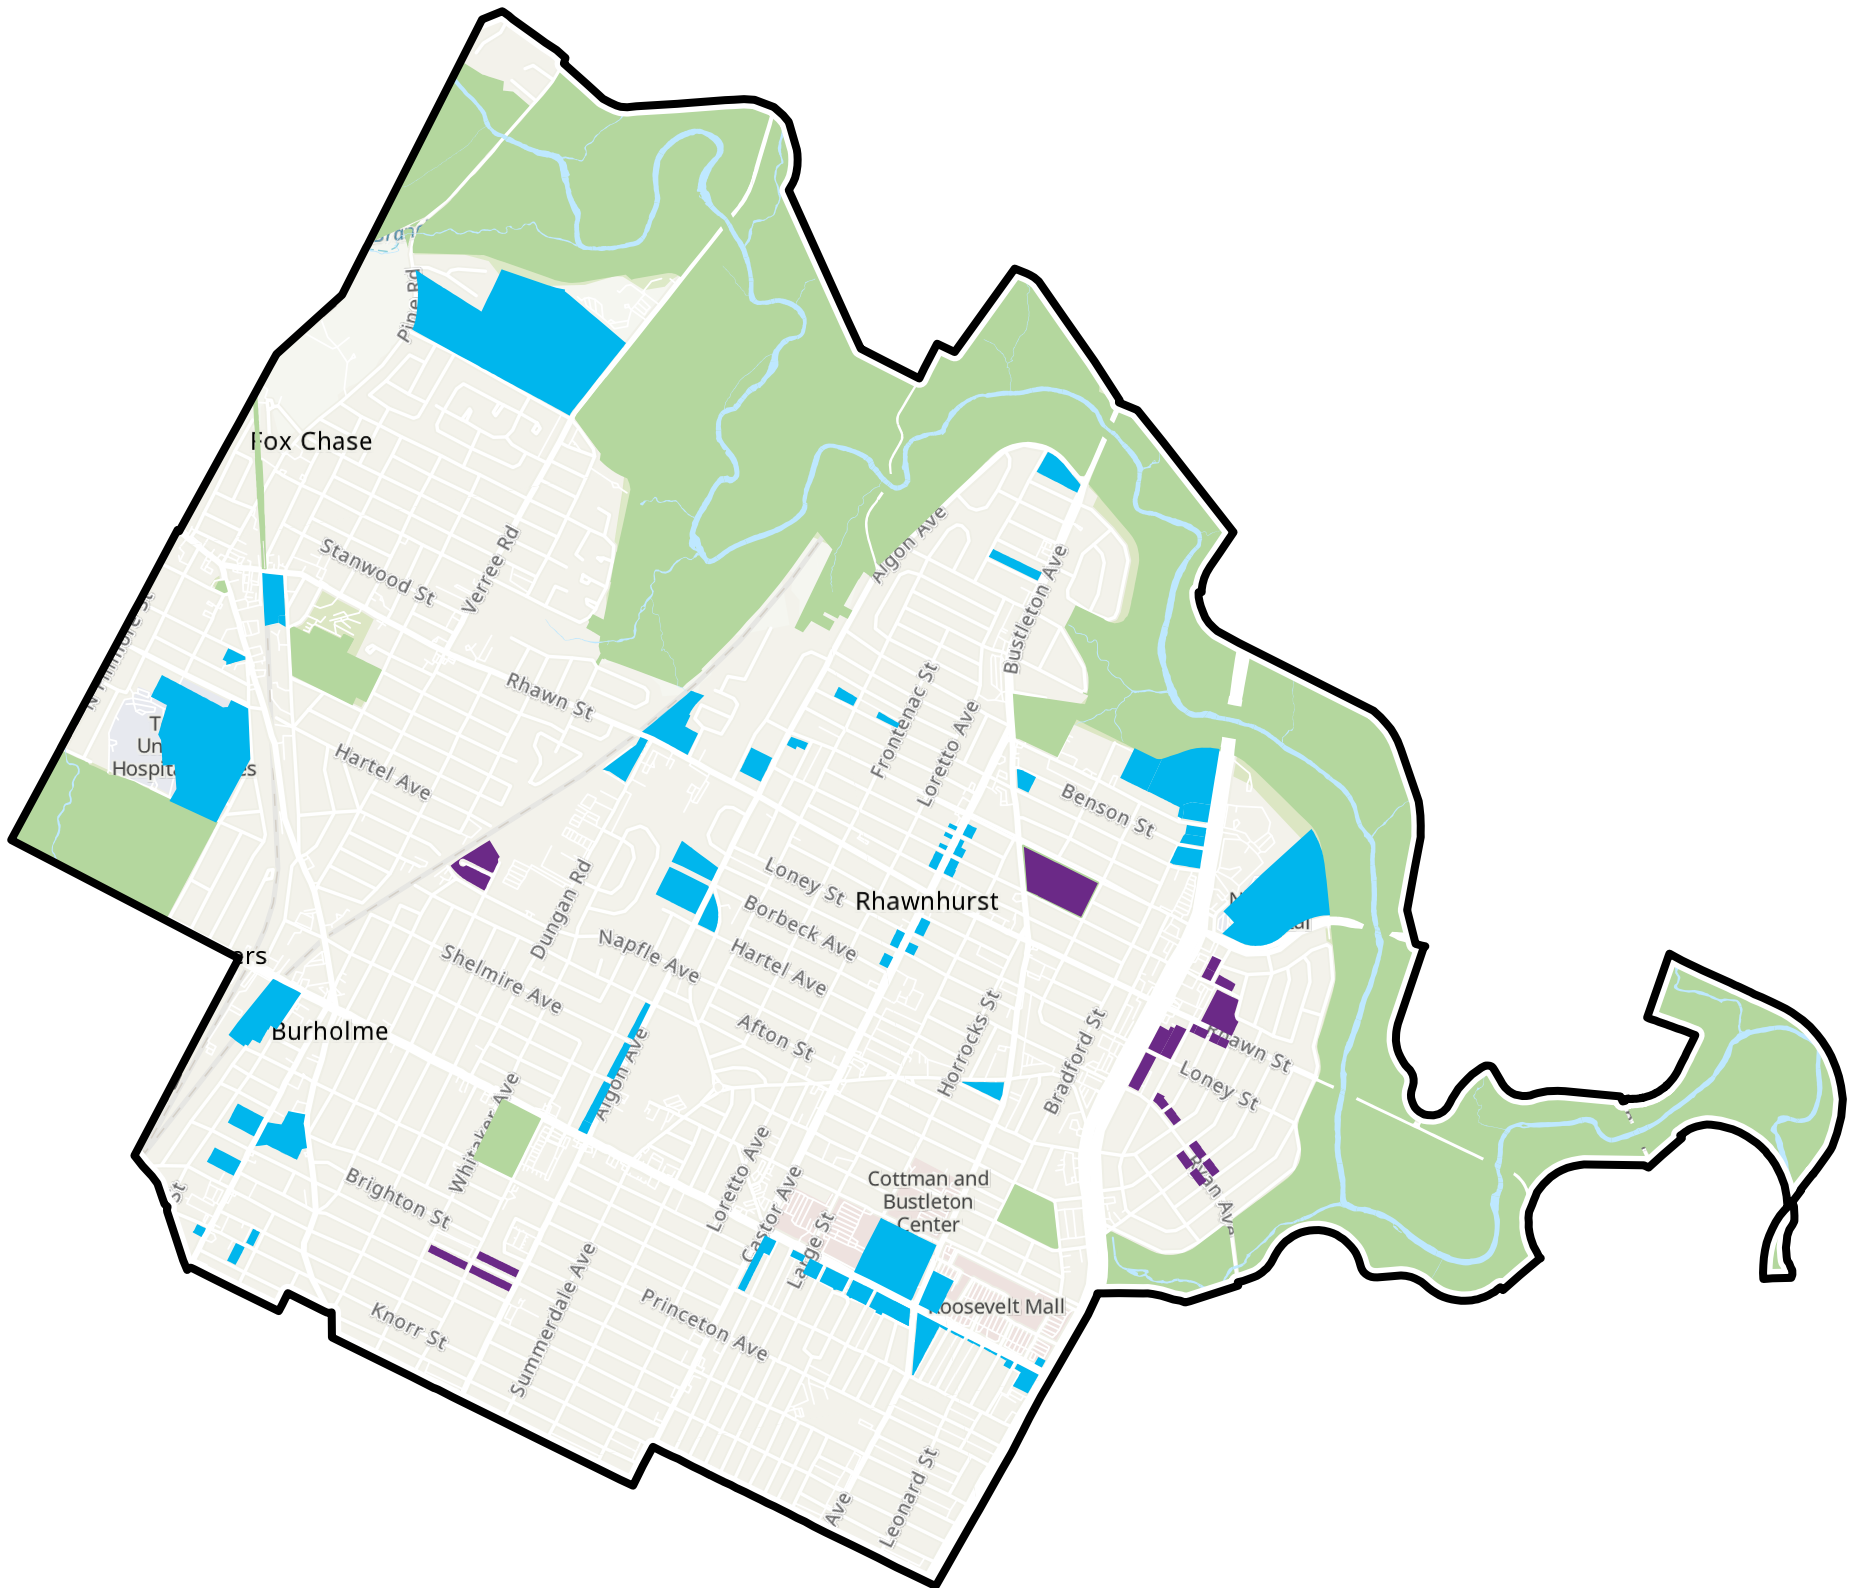 Pine Rd
Fox Chase
Stanwood St
Verree Rd
Algon Ave
Bustleton Ave
Rhawn St
Frontenac St
Loretto Ave
Hartel Ave
Benson St
Loney St
Rhawnhurst
Borbeck Ave
Dungan Rd
Napfle Ave
Hartel Ave
Shelmire Ave
Burholme
Afton St
Algon Ave
Horrocks St
Bradford St
Rhawn St
Loney St
Whitaker Ave
Ryan Ave
Brighton St
Loretto Ave
Castor Ave
Large St
Cottman and
Bustleton
Center
Roosevelt Mall
Knorr St
Summerdale Ave
Princeton Ave
Ave
Leonard St